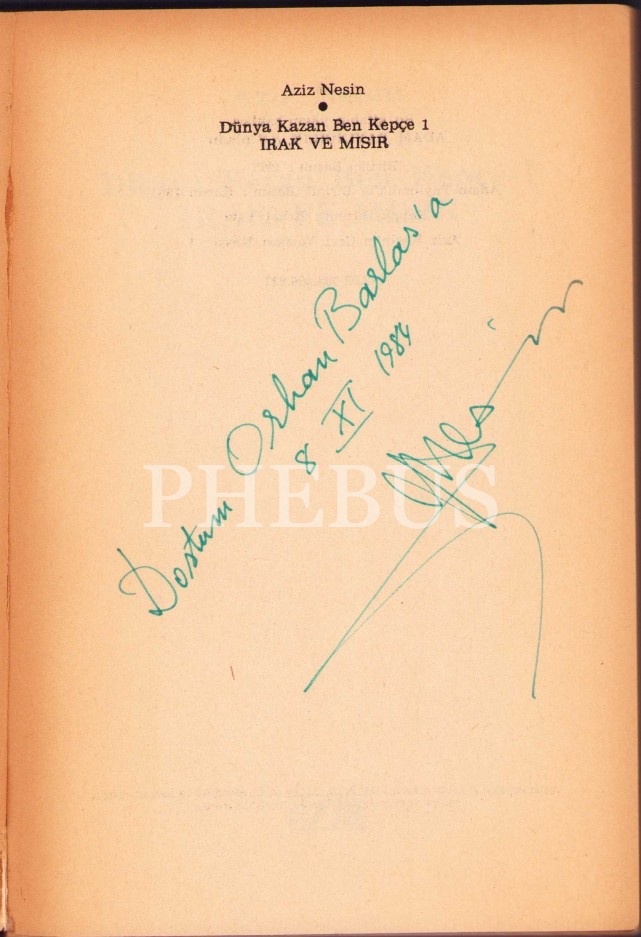 Aziz Nesin
Dünya Kazan Ben Kepçe 1
IRAK VE MISIR
Dostum Orhan Barlas'a
8 XI 1984
PHEBUS